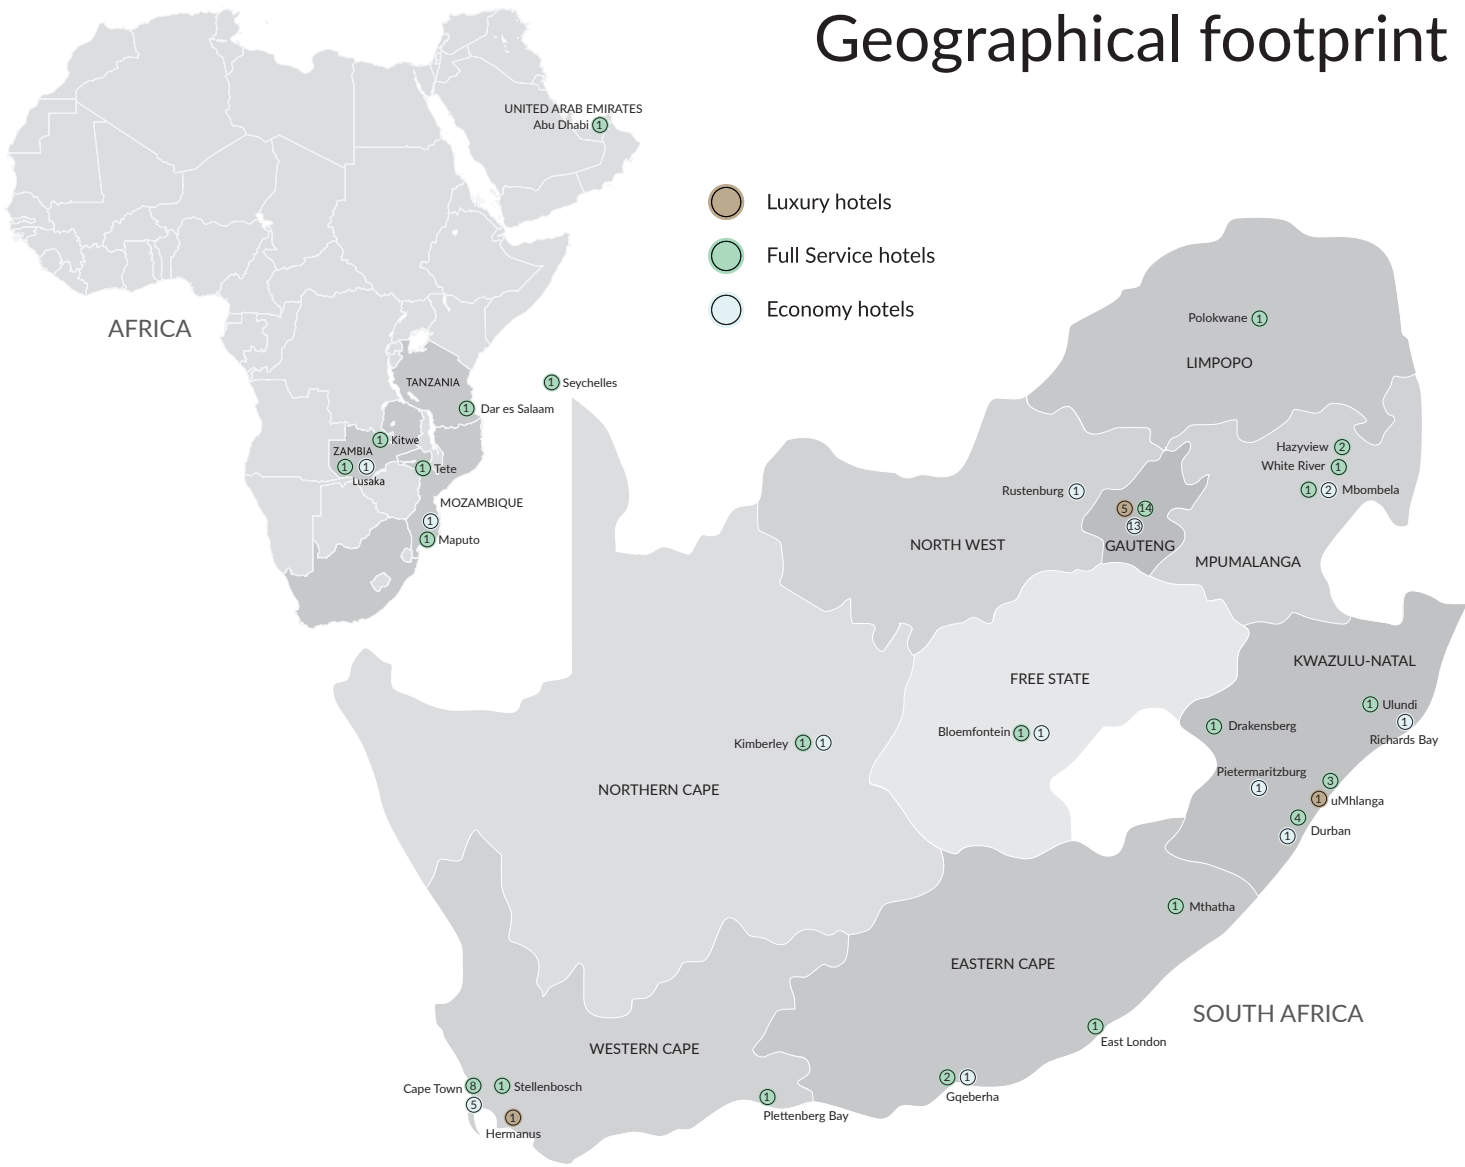 Geographical footprint
UNITED ARAB EMIRATES
Abu Dhabi 1
Luxury hotels
Full Service hotels
Economy hotels
AFRICA
TANZANIA
1 Seychelles
1 Dar es Salaam
1 Kitwe
ZAMBIA
1 1
Lusaka
1 Tete
MOZAMBIQUE
1
1 Maputo
Polokwane 1
LIMPOPO
Hazyview 2
White River 1
1 2 Mbombela
Rustenburg 1
5 14
13
GAUTENG
NORTH WEST
MPUMALANGA
KWAZULU-NATAL
FREE STATE
1 Ulundi
1
Richards Bay
1 Drakensberg
Bloemfontein 1 1
Kimberley 1 1
Pietermaritzburg
1
3
1 uMhlanga
4
Durban
1
NORTHERN CAPE
1 Mthatha
EASTERN CAPE
SOUTH AFRICA
1
East London
WESTERN CAPE
2 1
Gqeberha
Cape Town 8
5
1 Stellenbosch
1
Hermanus
1
Plettenberg Bay